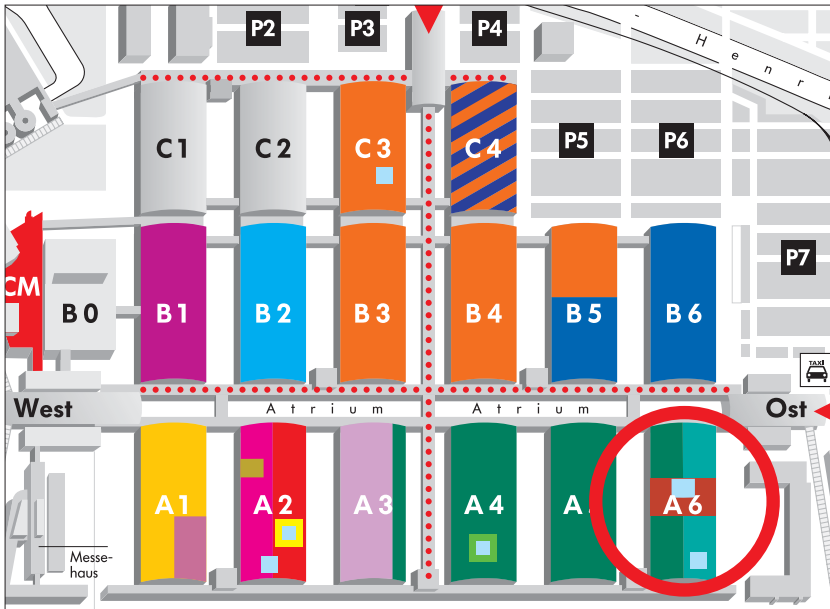 P2 P3 P4
Henri
C1 C2 C3 C4 P5 P6
P7
CM B0 B1 B2 B3 B4 B5 B6
TAXI
West Atrium Atrium Ost
A1 A2 A3 A4 A6
Messe-
haus